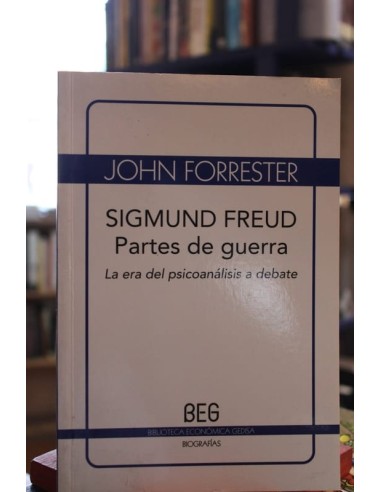 JOHN FORRESTER
SIGMUND FREUD
Partes de guerra
La era del psicoanálisis a debate
BEG
BIBLIOTECA ECONÓMICA GEDISA
BIOGRAFÍAS